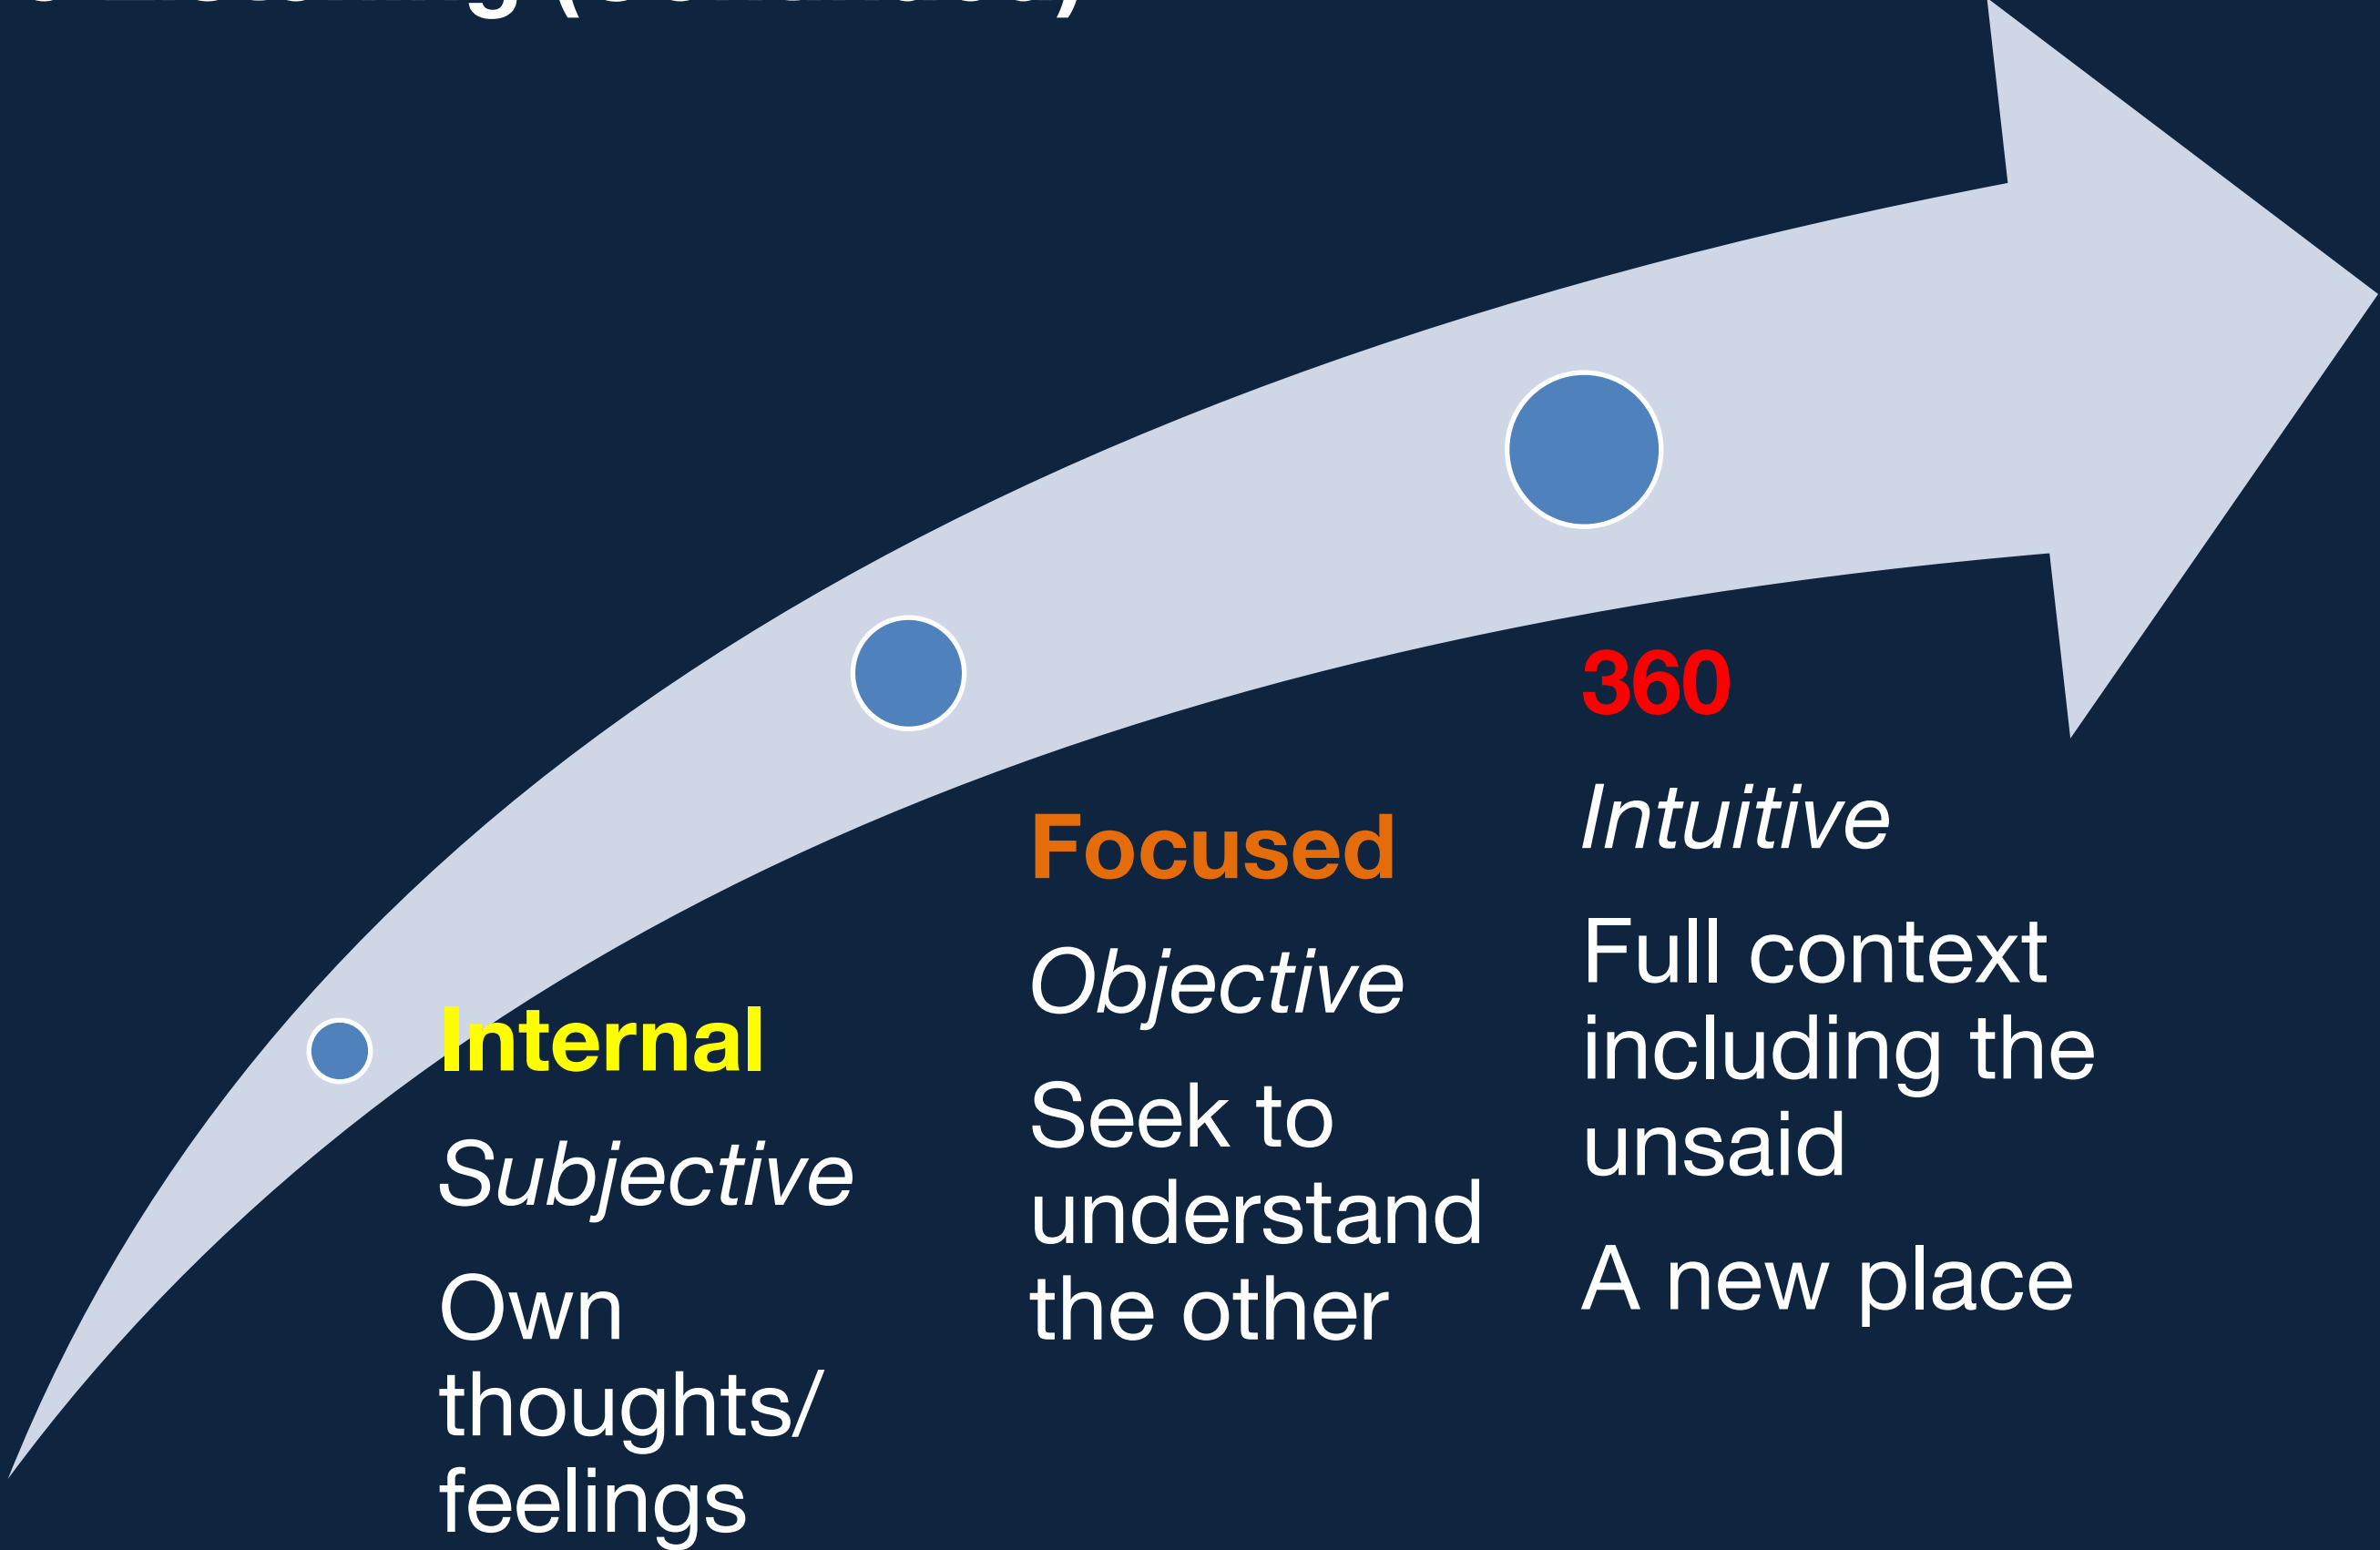 Internal
Subjective
Own
thoughts/
feelings
Focused
Objective
Seek to
understand
the other
360
Intuitive
Full context
including the
unsaid
A new place